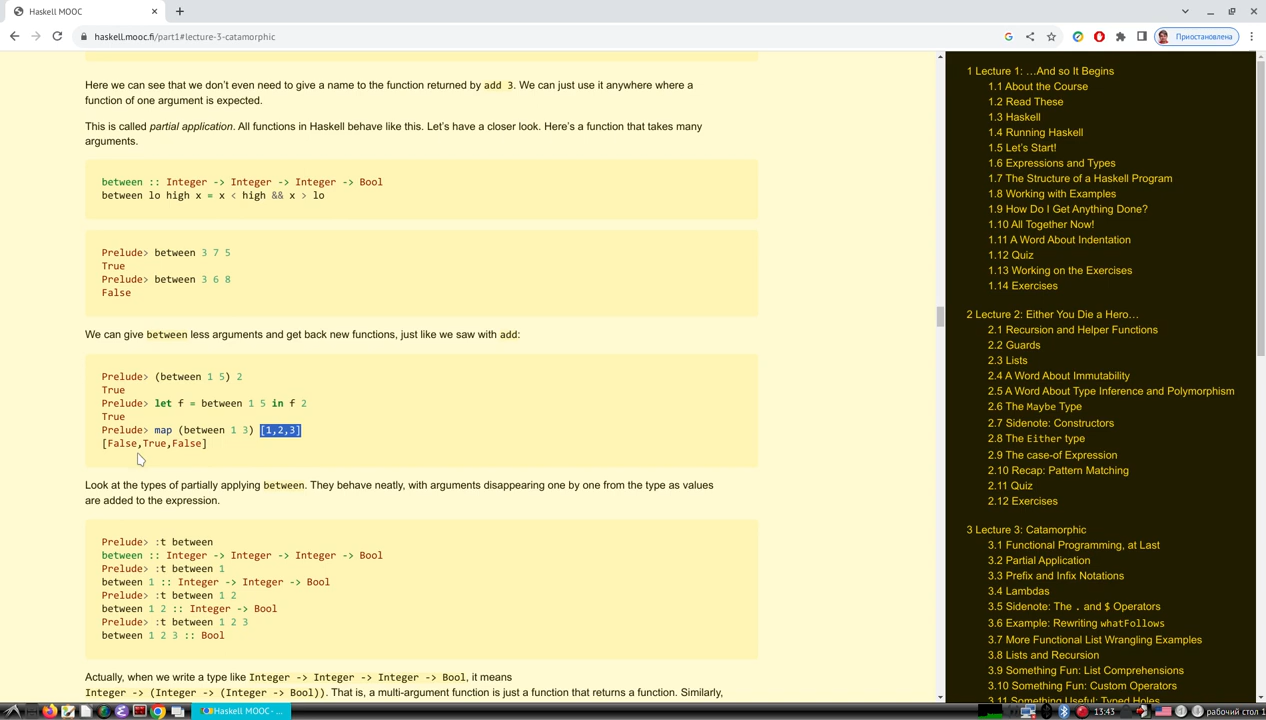 Haskell MOOC
haskell.mooc.fi/part1#lecture-3-catamorphic
Приостановлена
Here we can see that we don't even need to give a name to the function returned by add 3. We can just use it anywhere where a
function of one argument is expected.
This is called partial application. All functions in Haskell behave like this. Let's have a closer look. Here's a function that takes many
arguments.
between :: Integer -> Integer -> Integer -> Bool
between lo high x = x < high && x > lo
Prelude> between 3 7 5
True
Prelude> between 3 6 8
False
We can give between less arguments and get back new functions, just like we saw with add:
Prelude> (between 1 5) 2
True
Prelude> let f = between 1 5 in f 2
True
Prelude> map (between 1 3) [1,2,3]
[False,True,False]
Look at the types of partially applying between. They behave neatly, with arguments disappearing one by one from the type as values
are added to the expression.
Prelude> :t between
between :: Integer -> Integer -> Integer -> Bool
Prelude> :t between 1
between 1 :: Integer -> Integer -> Bool
Prelude> :t between 1 2
between 1 2 :: Integer -> Bool
Prelude> :t between 1 2 3
between 1 2 3 :: Bool
Actually, when we write a type like Integer -> Integer -> Integer -> Bool, it means
Integer -> (Integer -> (Integer -> Bool)). That is, a multi-argument function is just a function that returns a function. Similarly,
1 Lecture 1: …And so It Begins
1.1 About the Course
1.2 Read These
1.3 Haskell
1.4 Running Haskell
1.5 Let's Start!
1.6 Expressions and Types
1.7 The Structure of a Haskell Program
1.8 Working with Examples
1.9 How Do I Get Anything Done?
1.10 All Together Now!
1.11 A Word About Indentation
1.12 Quiz
1.13 Working on the Exercises
1.14 Exercises
2 Lecture 2: Either You Die a Hero…
2.1 Recursion and Helper Functions
2.2 Guards
2.3 Lists
2.4 A Word About Immutability
2.5 A Word About Type Inference and Polymorphism
2.6 The Maybe Type
2.7 Sidenote: Constructors
2.8 The Either type
2.9 The case-of Expression
2.10 Recap: Pattern Matching
2.11 Quiz
2.12 Exercises
3 Lecture 3: Catamorphic
3.1 Functional Programming, at Last
3.2 Partial Application
3.3 Prefix and Infix Notations
3.4 Lambdas
3.5 Sidenote: The . and $ Operators
3.6 Example: Rewriting whatFollows
3.7 More Functional List Wrangling Examples
3.8 Lists and Recursion
3.9 Something Fun: List Comprehensions
3.10 Something Fun: Custom Operators
3.11 Something Useful: Typed Holes
Haskell MOOC-
13:43
рабочий стол 1